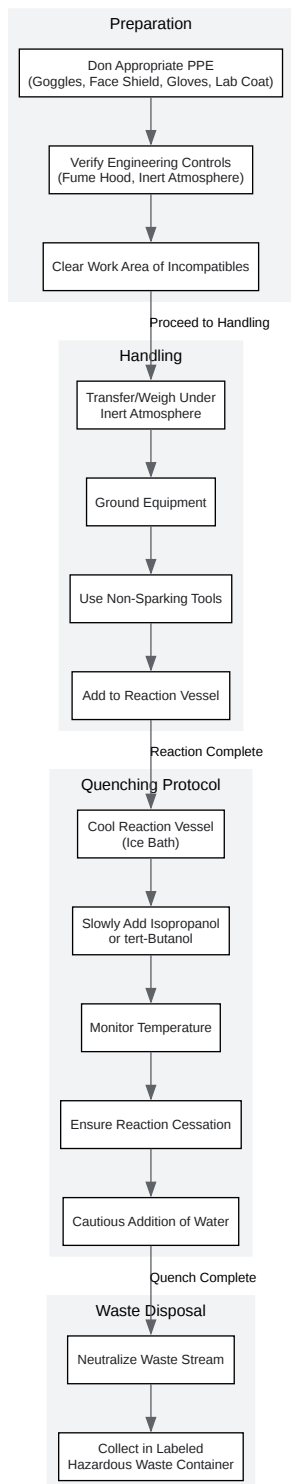 Preparation
Don Appropriate PPE
(Goggles, Face Shield, Gloves, Lab Coat)
Verify Engineering Controls
(Fume Hood, Inert Atmosphere)
Clear Work Area of Incompatibles
Proceed to Handling
Handling
Transfer/Weigh Under
Inert Atmosphere
Ground Equipment
Use Non-Sparking Tools
Add to Reaction Vessel
Reaction Complete
Quenching Protocol
Cool Reaction Vessel
(Ice Bath)
Slowly Add Isopropanol
or tert-Butanol
Monitor Temperature
Ensure Reaction Cessation
Cautious Addition of Water
Quench Complete
Waste Disposal
Neutralize Waste Stream
Collect in Labeled
Hazardous Waste Container